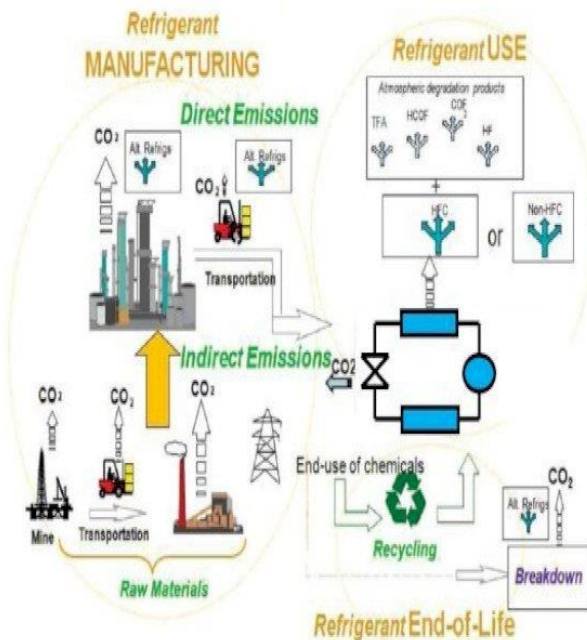 Refrigerant
MANUFACTURING
Direct Emissions
CO2
Alt. Refrigs
CO2
Alt. Refrigs
Transportation
Indirect Emissions
CO2
CO2
CO2
Mine
Transportation
Raw Materials
Refrigerant USE
Atmospheric degradation products
TFA
HCOF
COF2
HF
+
HFC
or
Non-HFC
CO2
End-use of chemicals
Recycling
Alt. Refrigs
CO2
Breakdown
Refrigerant End-of-Life